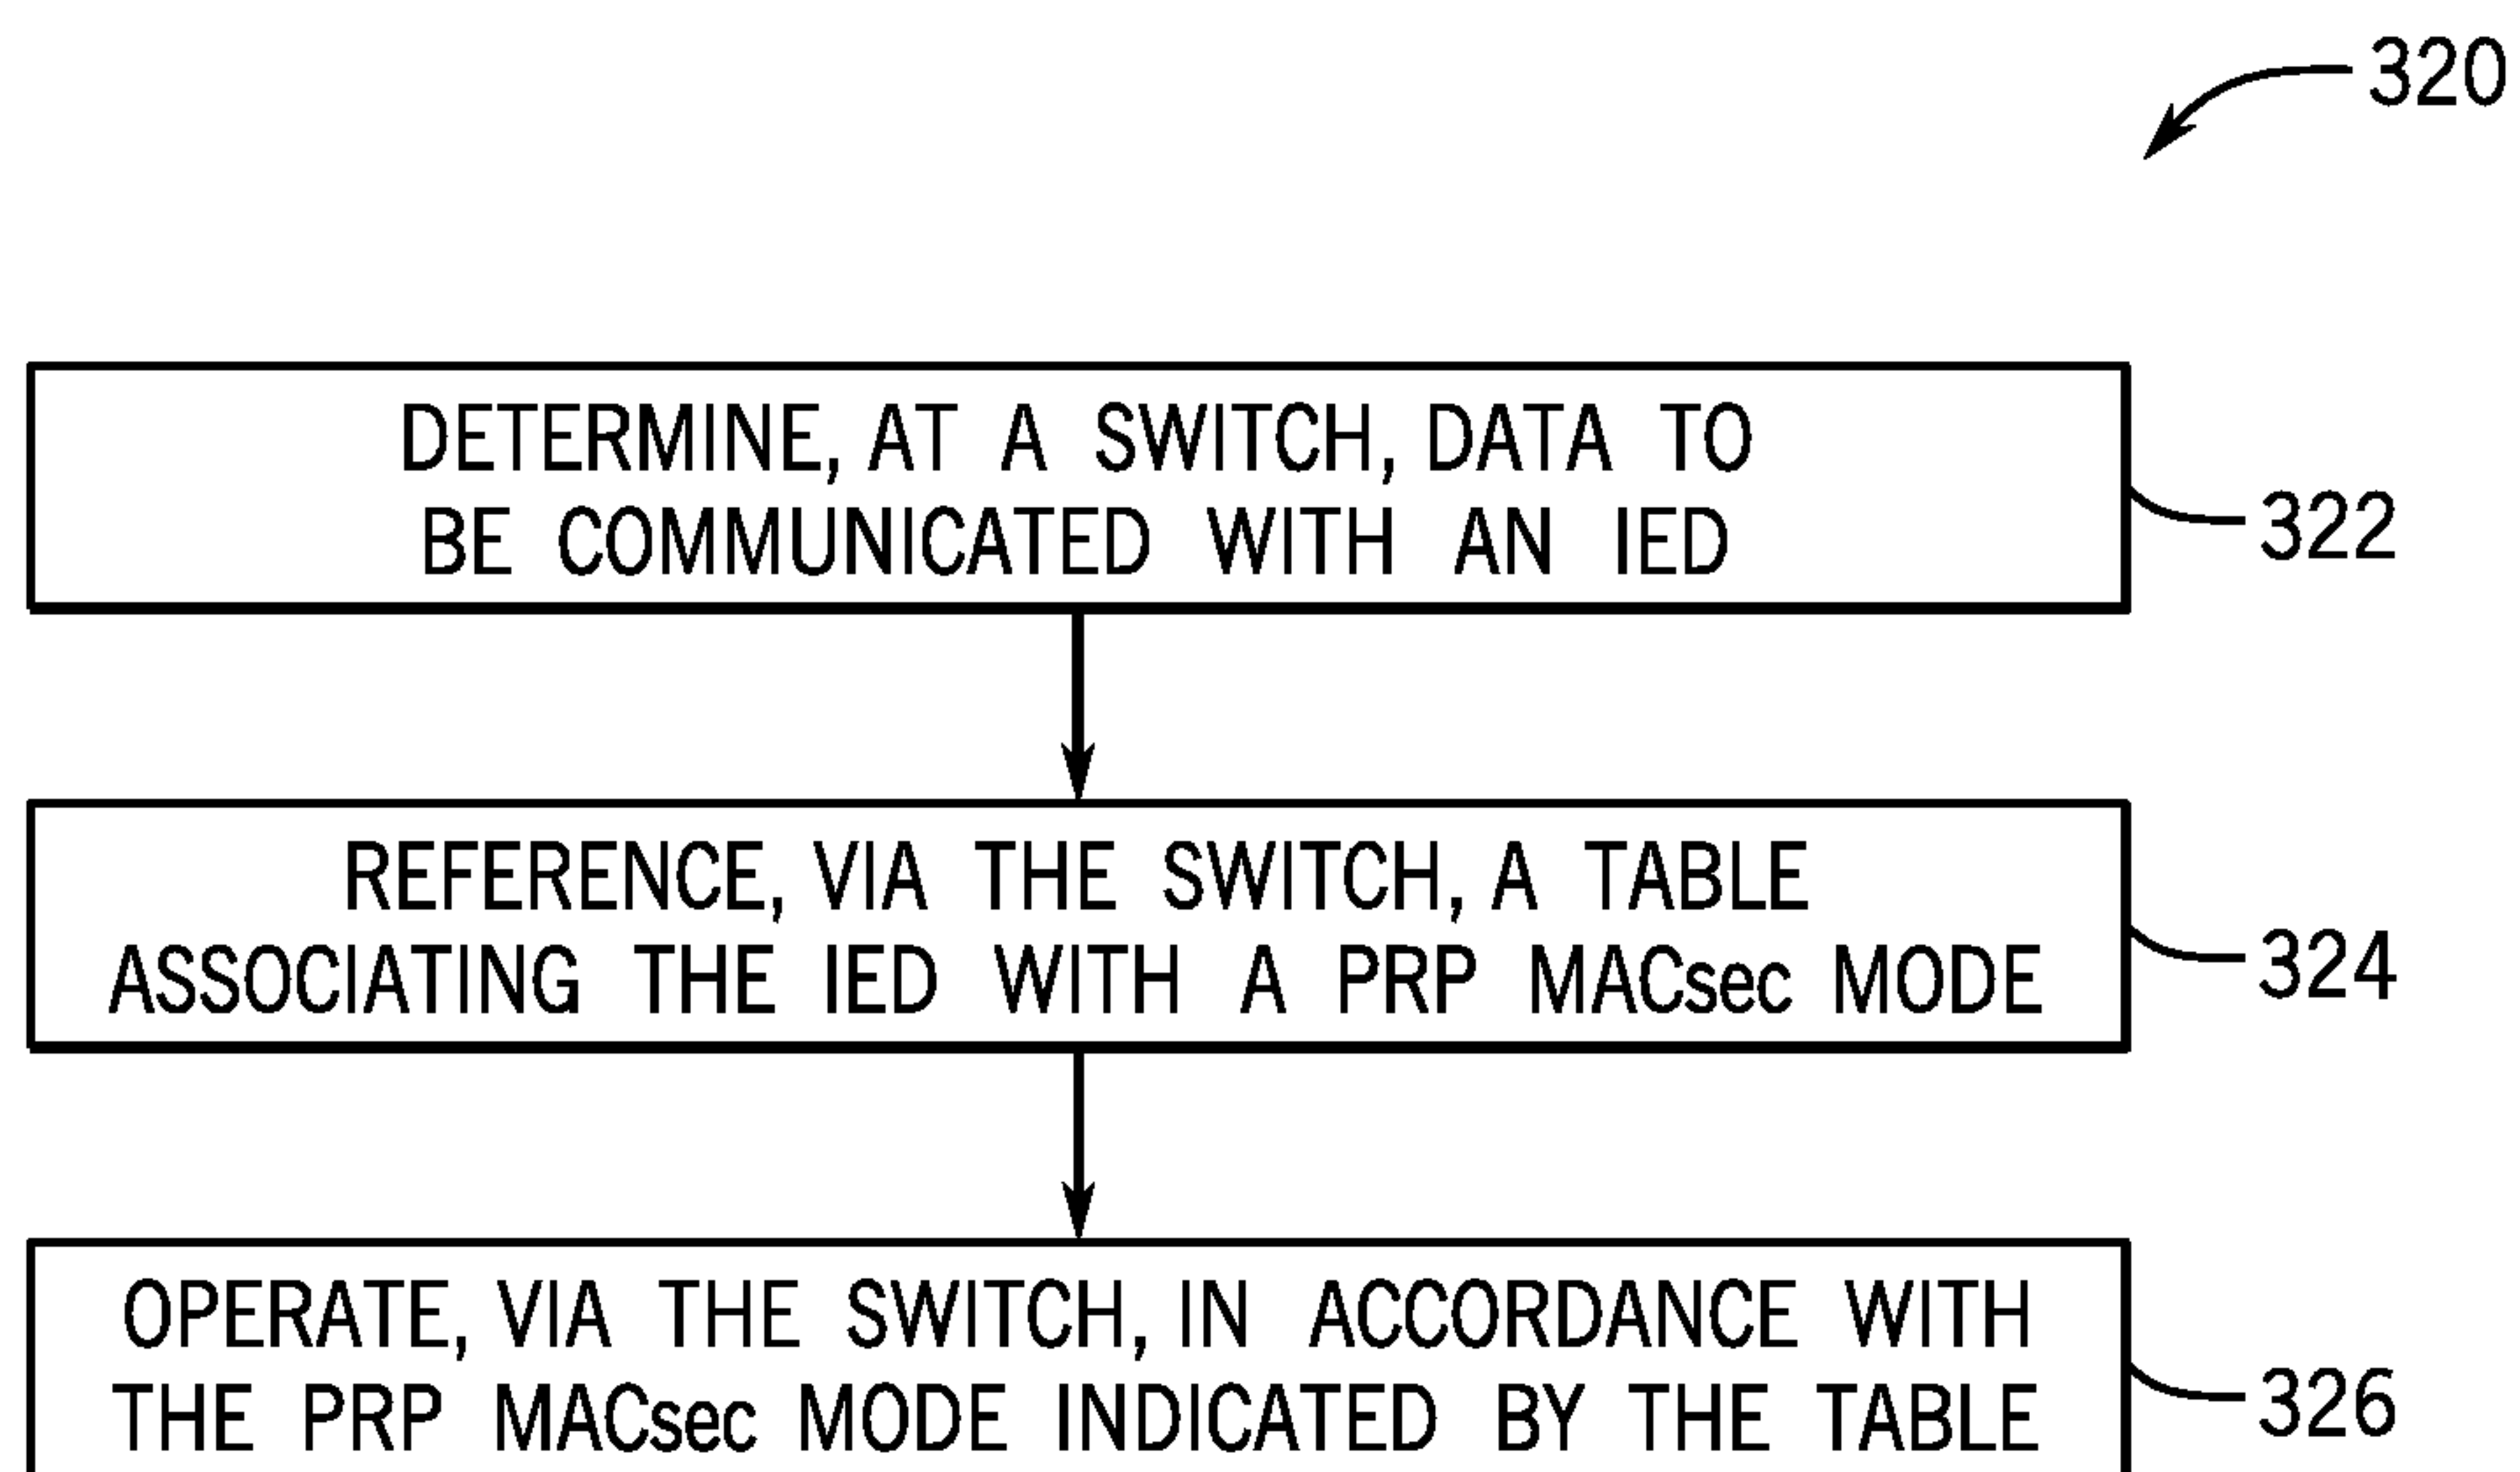 320
DETERMINE, AT A SWITCH, DATA TO
BE COMMUNICATED WITH AN IED
322
REFERENCE, VIA THE SWITCH, A TABLE
ASSOCIATING THE IED WITH A PRP MACsec MODE
324
OPERATE, VIA THE SWITCH, IN ACCORDANCE WITH
THE PRP MACsec MODE INDICATED BY THE TABLE
326